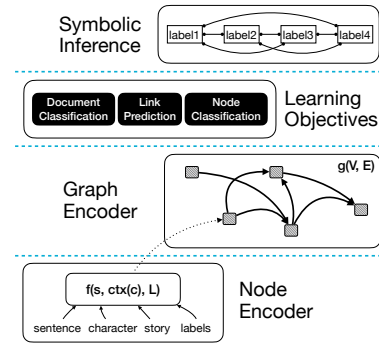 Symbolic
Inference
label1 label2 label3 label4
Document
Classification
Link
Prediction
Node
Classification
Learning
Objectives
g(V, E)
Graph
Encoder
f(s, ctx(c), L)
sentence character story labels
Node
Encoder